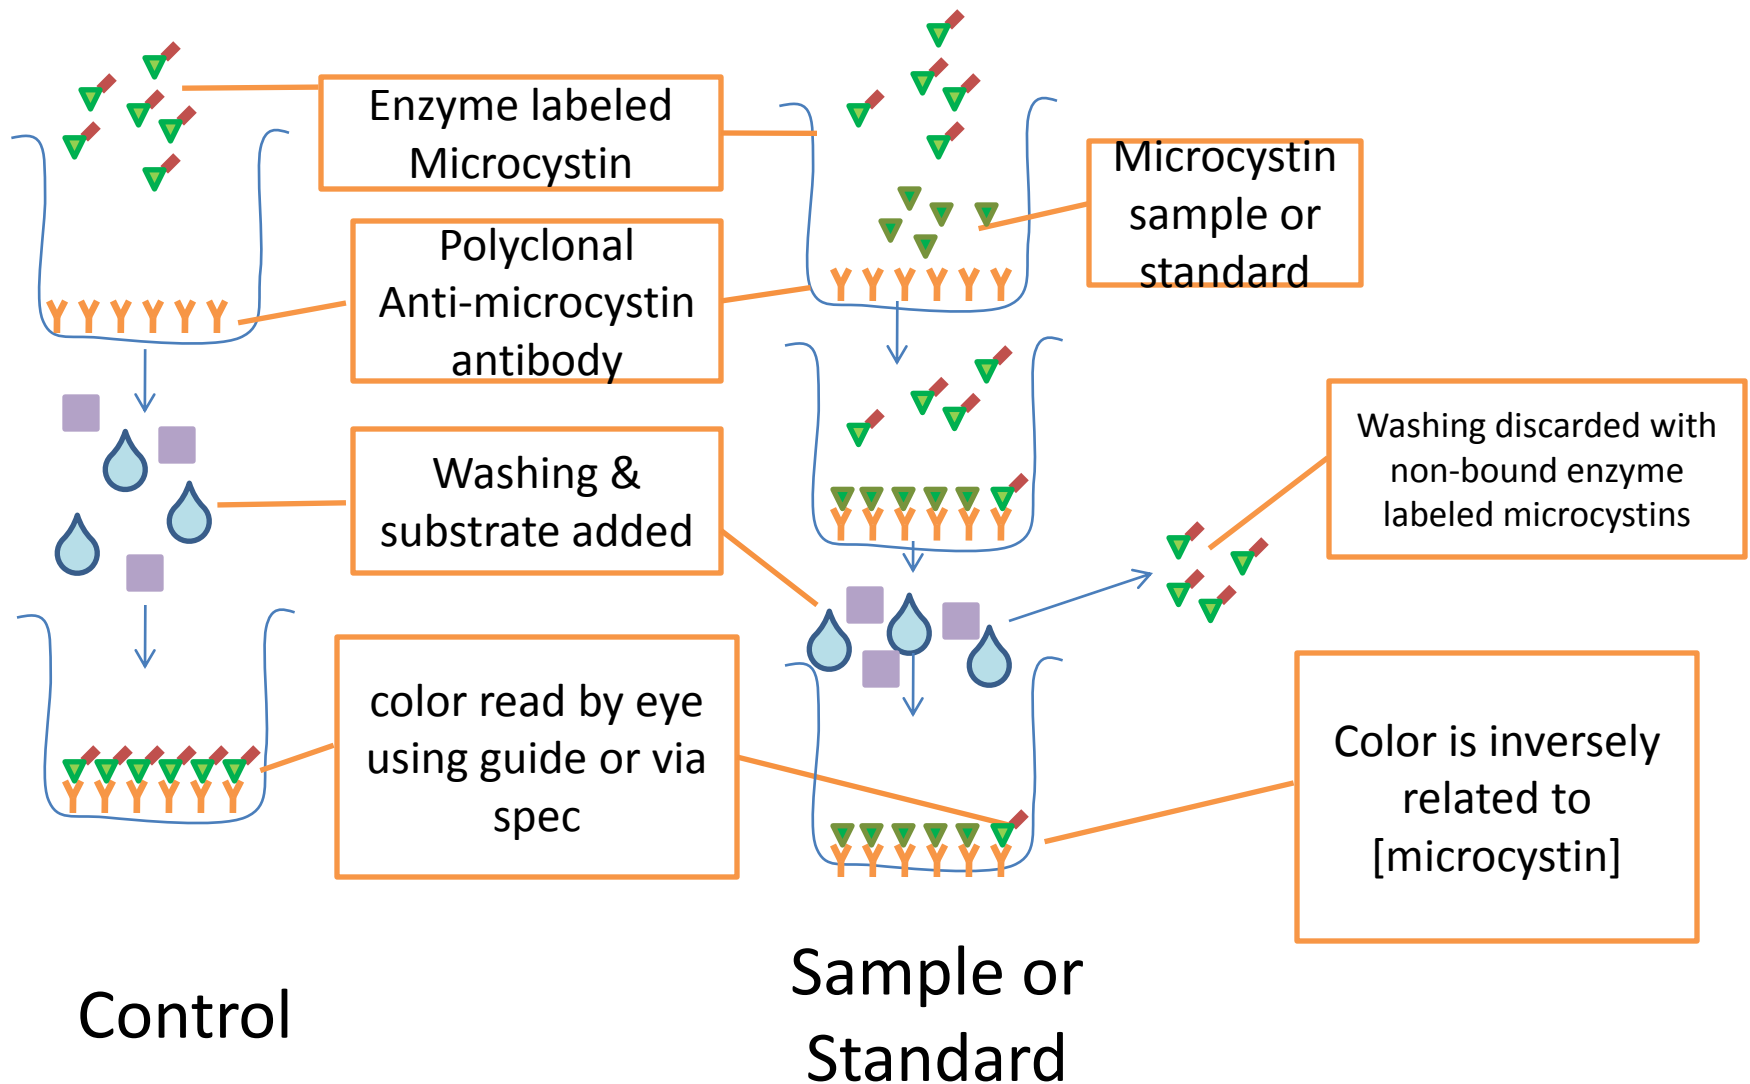 Enzyme labeled
Microcystin
Microcystin
sample or
standard
Polyclonal
Anti-microcystin
antibody
Washing &
substrate added
Washing discarded with
non-bound enzyme
labeled microcystins
color read by eye
using guide or via
spec
Color is inversely
related to
[microcystin]
Control
Sample or
Standard